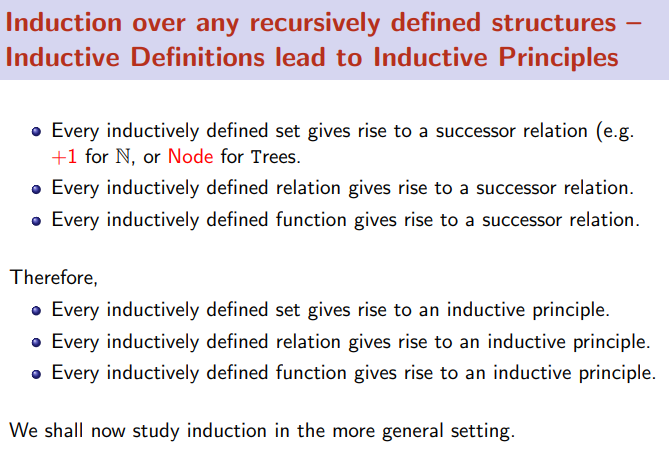 Induction over any recursively defined structures –
Inductive Definitions lead to Inductive Principles
Every inductively defined set gives rise to a successor relation (e.g.
+1 for ℕ, or Node for Trees.
Every inductively defined relation gives rise to a successor relation.
Every inductively defined function gives rise to a successor relation.
Therefore,
Every inductively defined set gives rise to an inductive principle.
Every inductively defined relation gives rise to an inductive principle.
Every inductively defined function gives rise to an inductive principle.
We shall now study induction in the more general setting.